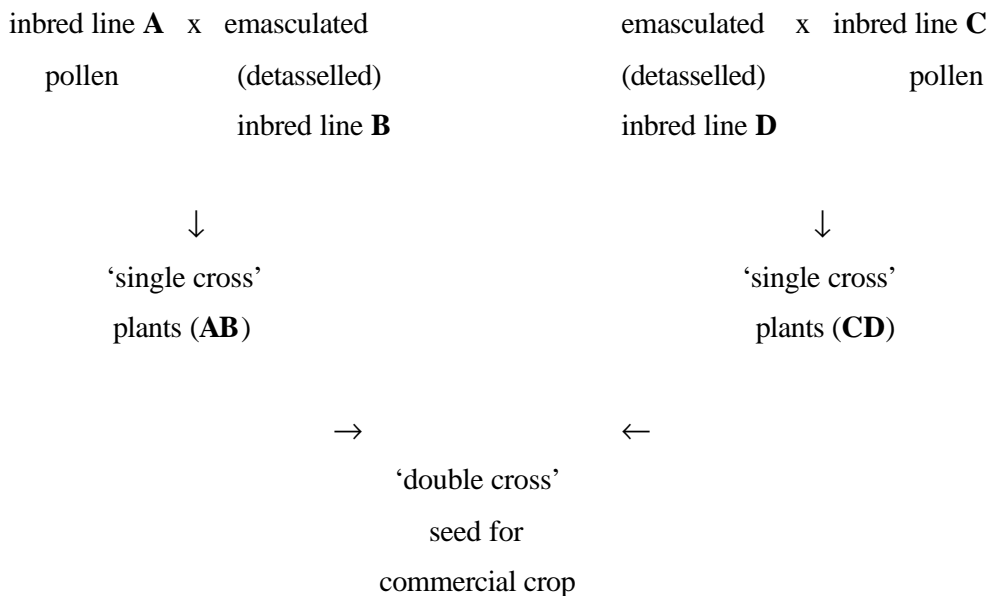 inbred line A x emasculated emasculated x inbred line C
pollen (detasselled) (detasselled) pollen
inbred line B inbred line D
↓ ↓
‘single cross’ ‘single cross’
plants (AB) plants (CD)
→ ←
‘double cross’
seed for
commercial crop